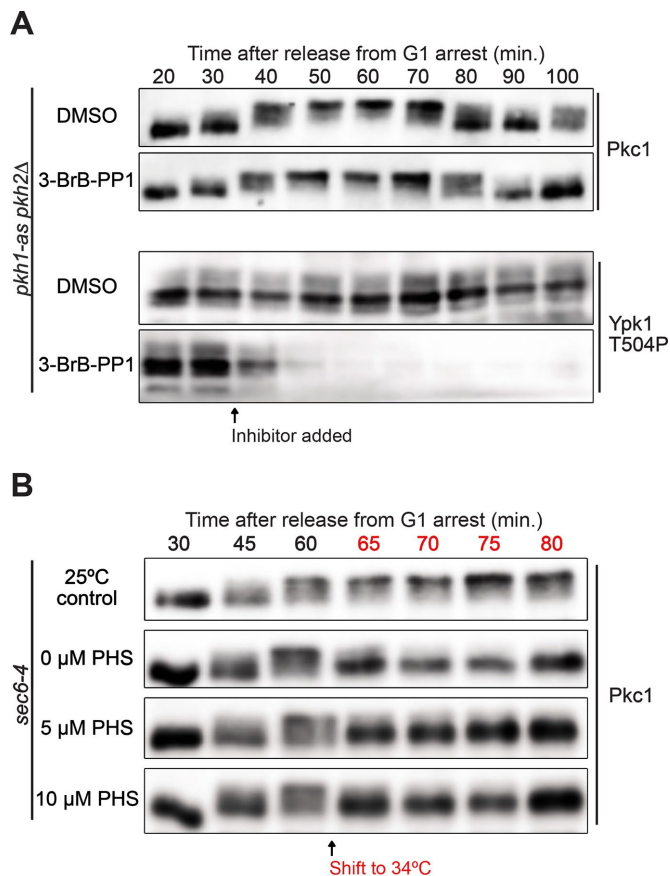 A
Time after release from G1 arrest (min.)
20 30 40 50 60 70 80 90 100
DMSO
Pkc1
3-BrB-PP1
pkh1-as pkh2Δ
DMSO
Ypk1
T504P
3-BrB-PP1
Inhibitor added
B
Time after release from G1 arrest (min.)
30 45 60 65 70 75 80
25ºC
control
0 µM PHS
sec6-4
Pkc1
5 µM PHS
10 µM PHS
Shift to 34ºC